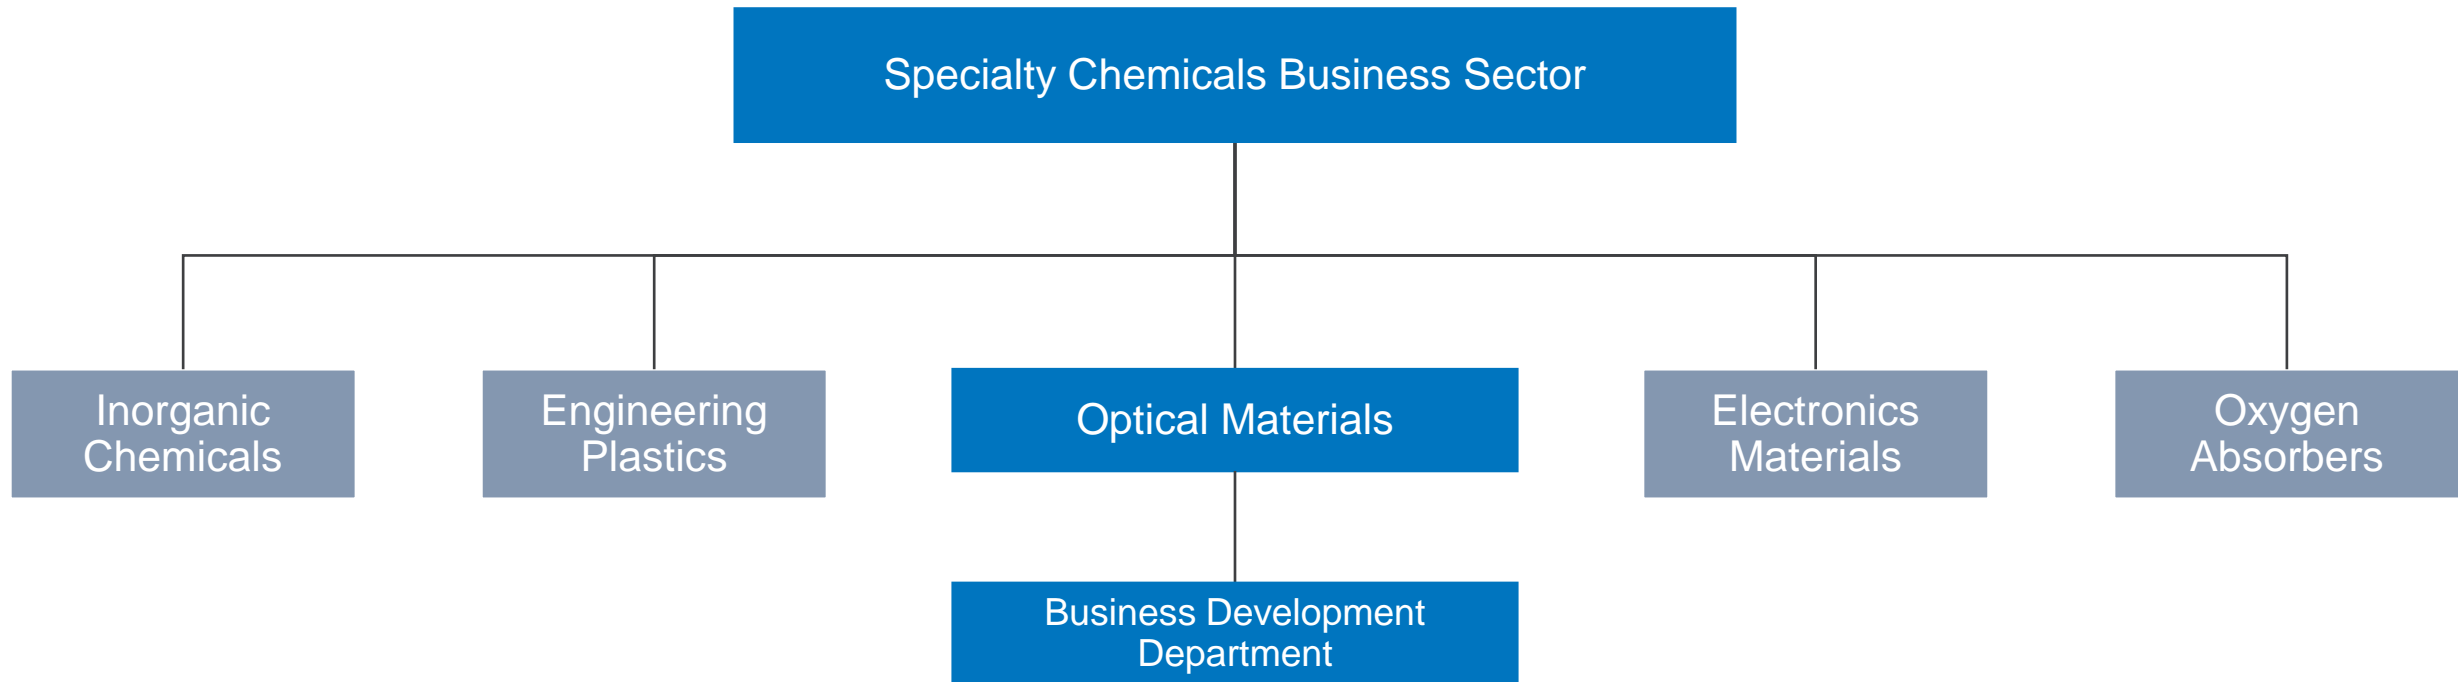 Specialty Chemicals Business Sector
Inorganic
Chemicals
Engineering
Plastics
Optical Materials
Electronics
Materials
Oxygen
Absorbers
Business Development
Department